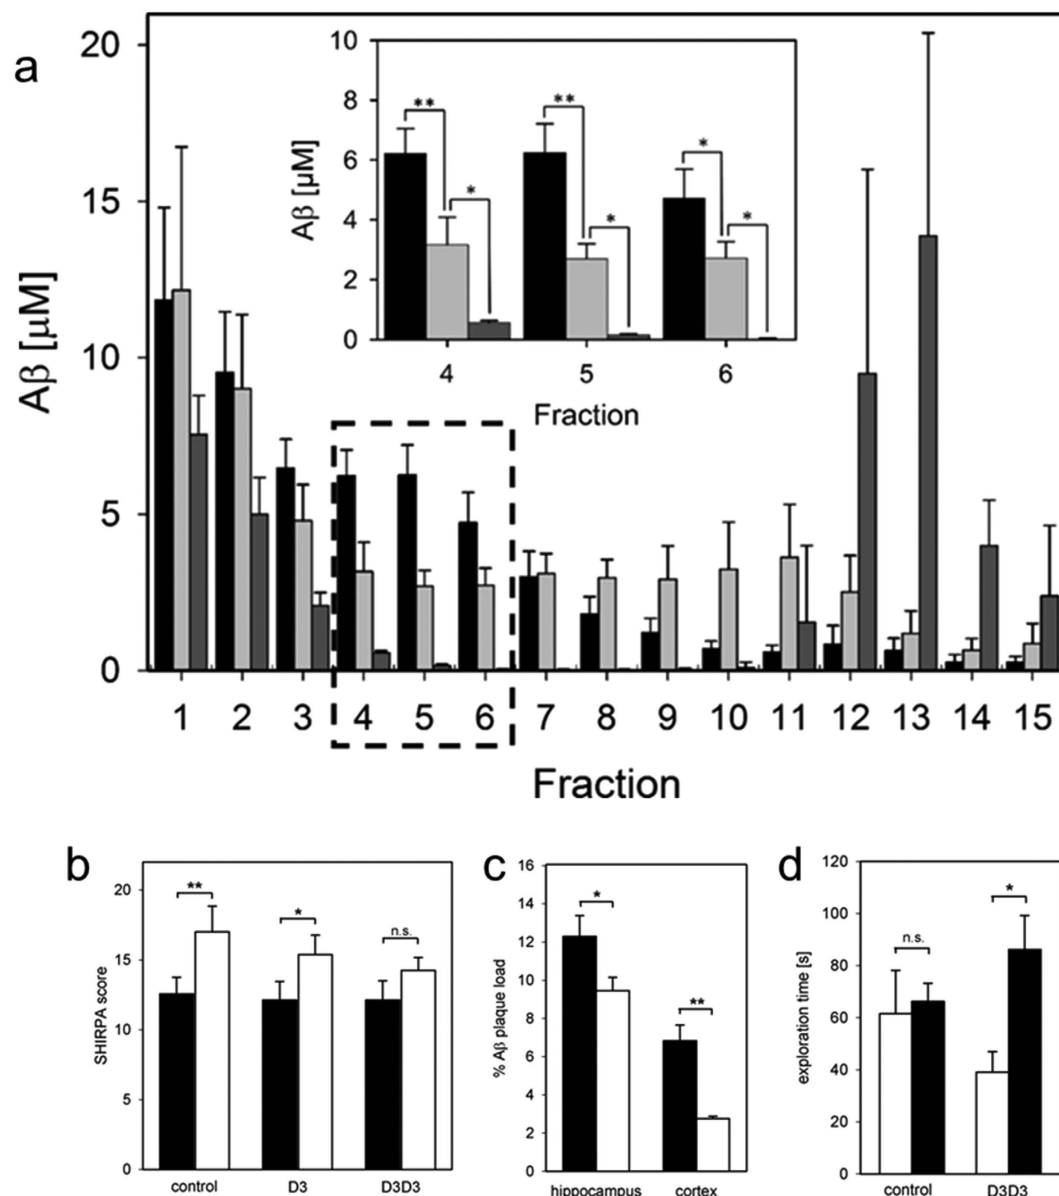 a
Aβ [µM]
20
15
10
5
0
1 2 3 4 5 6 7 8 9 10 11 12 13 14 15
Fraction
Aβ [µM]
10
8
6
4
2
0
** * ** * * *
4 5 6
Fraction
b
SHIRPA score
20
15
10
5
0
** * n.s.
control D3 D3D3
c
% Aβ plaque load
16
14
12
10
8
6
4
2
0
* **
hippocampus cortex
d
exploration time [s]
120
100
80
60
40
20
0
n.s. *
control D3D3